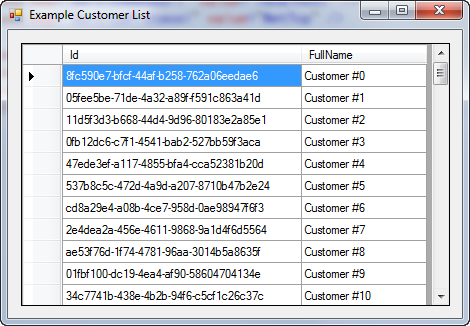 Example Customer List
Id FullName
8fc590e7-bfcf-44af-b258-762a06eedae6 Customer #0
05fee5be-71de-4a32-a89f-f591c863a41d Customer #1
11d5f3d3-b668-44d4-9d96-80183e2a85e1 Customer #2
0fb12dc6-c7f1-4541-bab2-527bb59f3aca Customer #3
47ede3ef-a117-4855-bfa4-cca52381b20d Customer #4
537b8c5c-472d-4a9d-a207-8710b47b2e24 Customer #5
cd8a29e4-a08b-4ce7-958d-0ae98947f6f3 Customer #6
2e4dea2a-456e-4611-9868-9a1d4f6d5564 Customer #7
ae53f76d-1f74-4781-96aa-3014b5a8635f Customer #8
01fbf100-dc19-4ea4-af90-58604704134e Customer #9
34c7741b-438e-4b2b-94f6-c5cf1c26c37c Customer #10